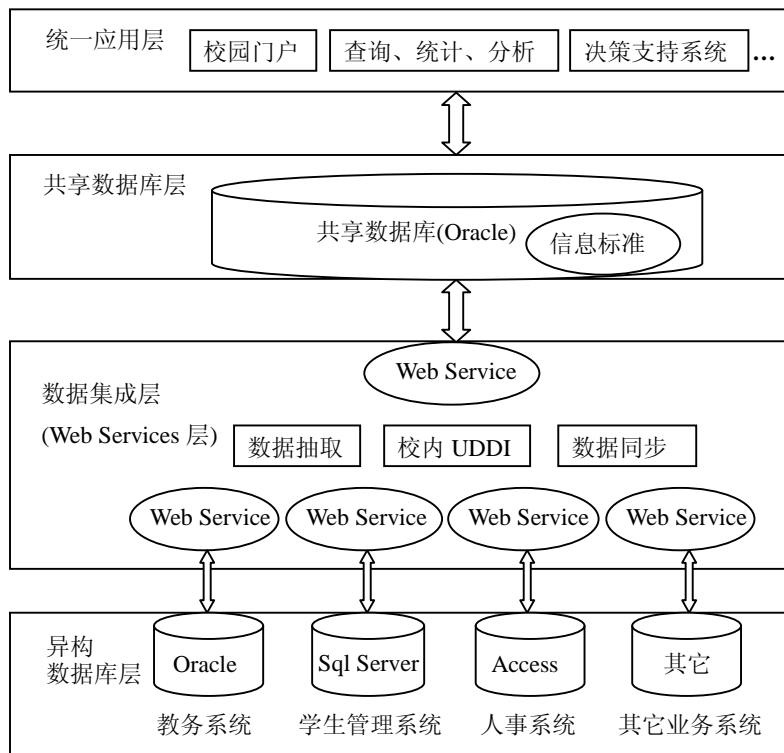 统一应用层
校园门户 查询、统计、分析 决策支持系统 ...
共享数据库层
共享数据库(Oracle) 信息标准
Web Service
数据集成层
(Web Services 层)
数据抽取 校内 UDDI 数据同步
Web Service Web Service Web Service Web Service
异构
数据库层
Oracle Sql Server Access 其它
教务系统 学生管理系统 人事系统 其它业务系统